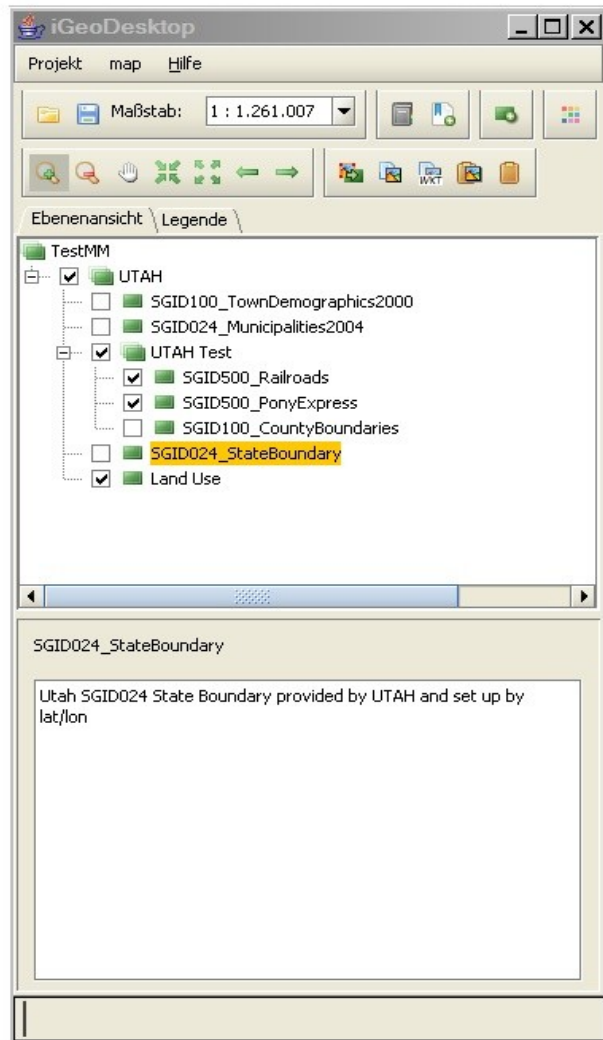 iGeoDesktop
Projekt map Hilfe
Maßstab: 1 : 1.261.007
WKT
Ebenenansicht Legende
TestMM
UTAH
SGID100_TownDemographics2000
SGID024_Municipalities2004
UTAH Test
SGID500_Railroads
SGID500_PonyExpress
SGID100_CountyBoundaries
SGID024_StateBoundary
Land Use
SGID024_StateBoundary
Utah SGID024 State Boundary provided by UTAH and set up by
lat/lon